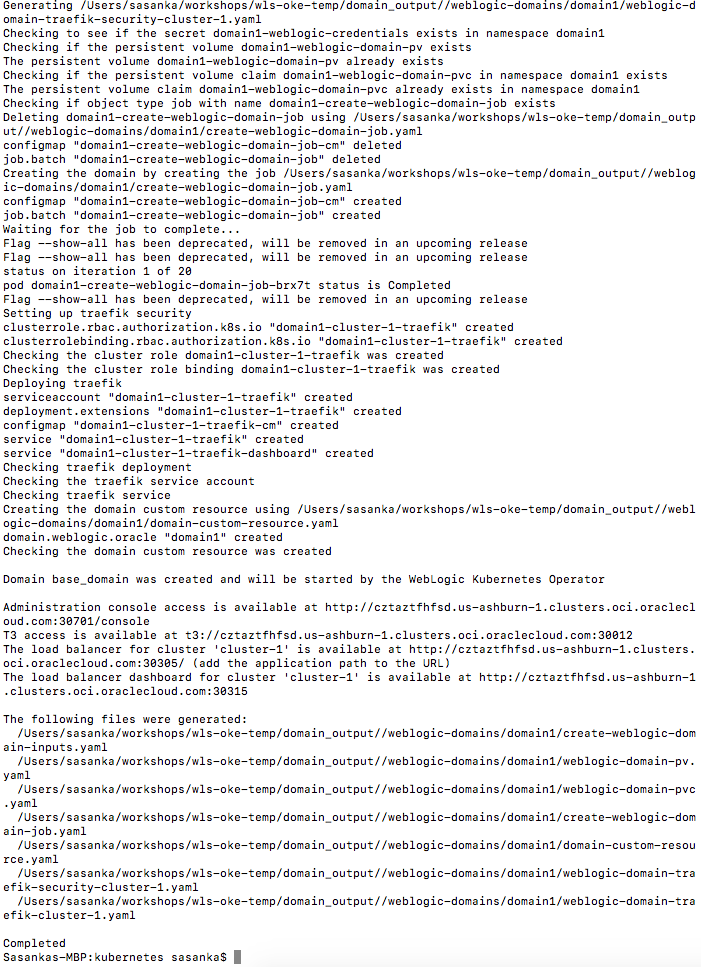 Generating /Users/sasanka/workshops/wls-oke-temp/domain_output//weblogic-domains/domain1/weblogic-d
omain-traefik-security-cluster-1.yaml
Checking to see if the secret domain1-weblogic-credentials exists in namespace domain1
Checking if the persistent volume domain1-weblogic-domain-pv exists
The persistent volume domain1-weblogic-domain-pv already exists
Checking if the persistent volume claim domain1-weblogic-domain-pvc in namespace domain1 exists
The persistent volume claim domain1-weblogic-domain-pvc already exists in namespace domain1
Checking if object type job with name domain1-create-weblogic-domain-job exists
Deleting domain1-create-weblogic-domain-job using /Users/sasanka/workshops/wls-oke-temp/domain_outp
ut//weblogic-domains/domain1/create-weblogic-domain-job.yaml
configmap "domain1-create-weblogic-domain-job-cm" deleted
job.batch "domain1-create-weblogic-domain-job" deleted
Creating the domain by creating the job /Users/sasanka/workshops/wls-oke-temp/domain_output//weblog
ic-domains/domain1/create-weblogic-domain-job.yaml
configmap "domain1-create-weblogic-domain-job-cm" created
job.batch "domain1-create-weblogic-domain-job" created
Waiting for the job to complete...
Flag --show-all has been deprecated, will be removed in an upcoming release
Flag --show-all has been deprecated, will be removed in an upcoming release
status on iteration 1 of 20
pod domain1-create-weblogic-domain-job-brx7t status is Completed
Flag --show-all has been deprecated, will be removed in an upcoming release
Setting up traefik security
clusterrole.rbac.authorization.k8s.io "domain1-cluster-1-traefik" created
clusterrolebinding.rbac.authorization.k8s.io "domain1-cluster-1-traefik" created
Checking the cluster role domain1-cluster-1-traefik was created
Checking the cluster role binding domain1-cluster-1-traefik was created
Deploying traefik
serviceaccount "domain1-cluster-1-traefik" created
deployment.extensions "domain1-cluster-1-traefik" created
configmap "domain1-cluster-1-traefik-cm" created
service "domain1-cluster-1-traefik" created
service "domain1-cluster-1-traefik-dashboard" created
Checking traefik deployment
Checking the traefik service account
Checking traefik service
Creating the domain custom resource using /Users/sasanka/workshops/wls-oke-temp/domain_output//webl
ogic-domains/domain1/domain-custom-resource.yaml
domain.weblogic.oracle "domain1" created
Checking the domain custom resource was created
Domain base_domain was created and will be started by the WebLogic Kubernetes Operator
Administration console access is available at http://cztaztfhfsd.us-ashburn-1.clusters.oci.oraclecl
oud.com:30701/console
T3 access is available at t3://cztaztfhfsd.us-ashburn-1.clusters.oci.oraclecloud.com:30012
The load balancer for cluster 'cluster-1' is available at http://cztaztfhfsd.us-ashburn-1.clusters.
oci.oraclecloud.com:30305/ (add the application path to the URL)
The load balancer dashboard for cluster 'cluster-1' is available at http://cztaztfhfsd.us-ashburn-1
.clusters.oci.oraclecloud.com:30315
The following files were generated:
/Users/sasanka/workshops/wls-oke-temp/domain_output//weblogic-domains/domain1/create-weblogic-dom
ain-inputs.yaml
/Users/sasanka/workshops/wls-oke-temp/domain_output//weblogic-domains/domain1/weblogic-domain-pv.
yaml
/Users/sasanka/workshops/wls-oke-temp/domain_output//weblogic-domains/domain1/weblogic-domain-pvc
.yaml
/Users/sasanka/workshops/wls-oke-temp/domain_output//weblogic-domains/domain1/create-weblogic-dom
ain-job.yaml
/Users/sasanka/workshops/wls-oke-temp/domain_output//weblogic-domains/domain1/domain-custom-resou
rce.yaml
/Users/sasanka/workshops/wls-oke-temp/domain_output//weblogic-domains/domain1/weblogic-domain-tra
efik-security-cluster-1.yaml
/Users/sasanka/workshops/wls-oke-temp/domain_output//weblogic-domains/domain1/weblogic-domain-tra
efik-cluster-1.yaml
Completed
Sasankas-MBP:kubernetes sasanka$